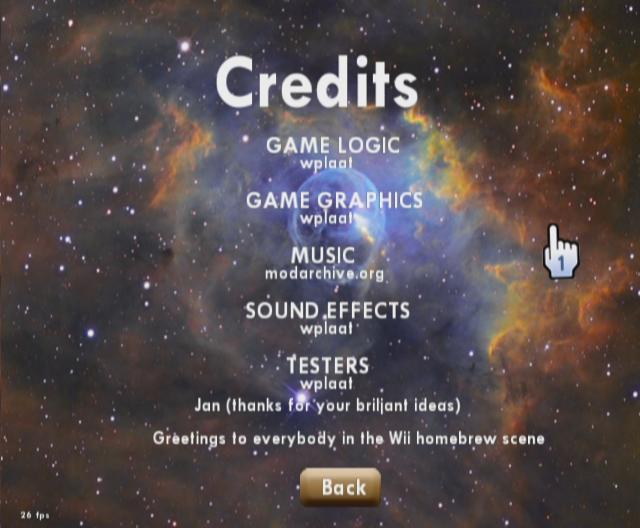 Credits
GAME LOGIC
wplaat
GAME GRAPHICS
wplaat
1
MUSIC
modarchive.org
SOUND EFFECTS
wplaat
TESTERS
wplaat
Jan (thanks for your briljant ideas)
Greetings to everybody in the Wii homebrew scene
Back
26 fps